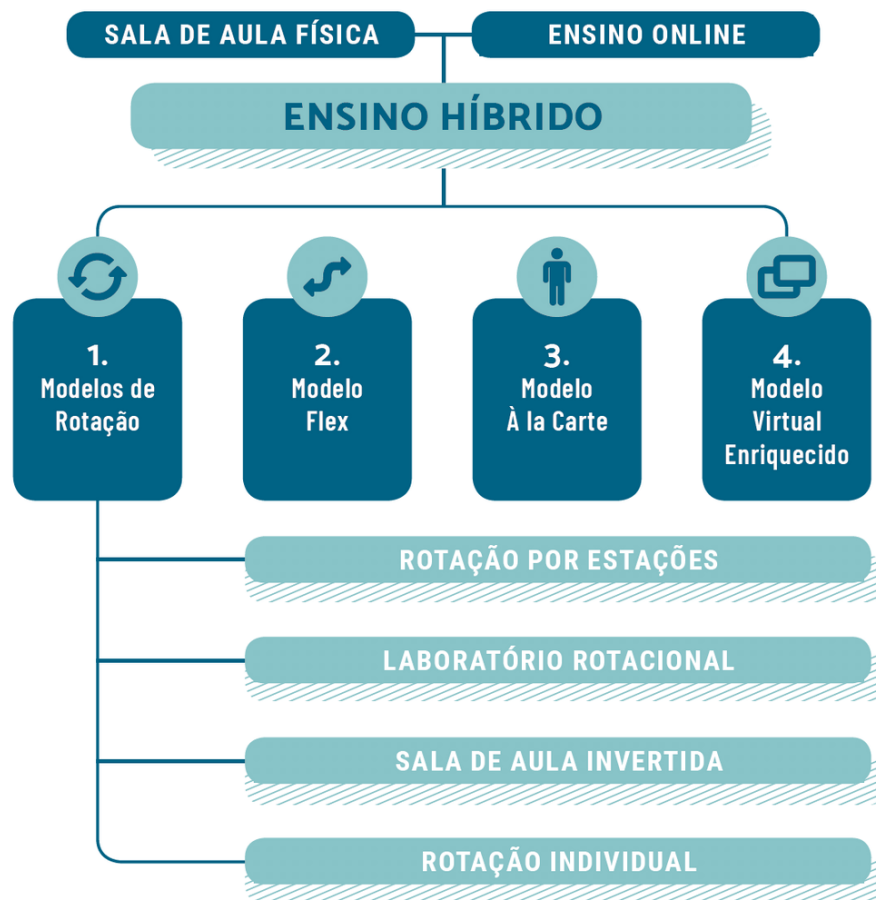 SALA DE AULA FÍSICA
ENSINO ONLINE
ENSINO HÍBRIDO
1.
Modelos de
Rotação
2.
Modelo
Flex
3.
Modelo
À la Carte
4.
Modelo
Virtual
Enriquecido
ROTAÇÃO POR ESTAÇÕES
LABORATÓRIO ROTACIONAL
SALA DE AULA INVERTIDA
ROTAÇÃO INDIVIDUAL